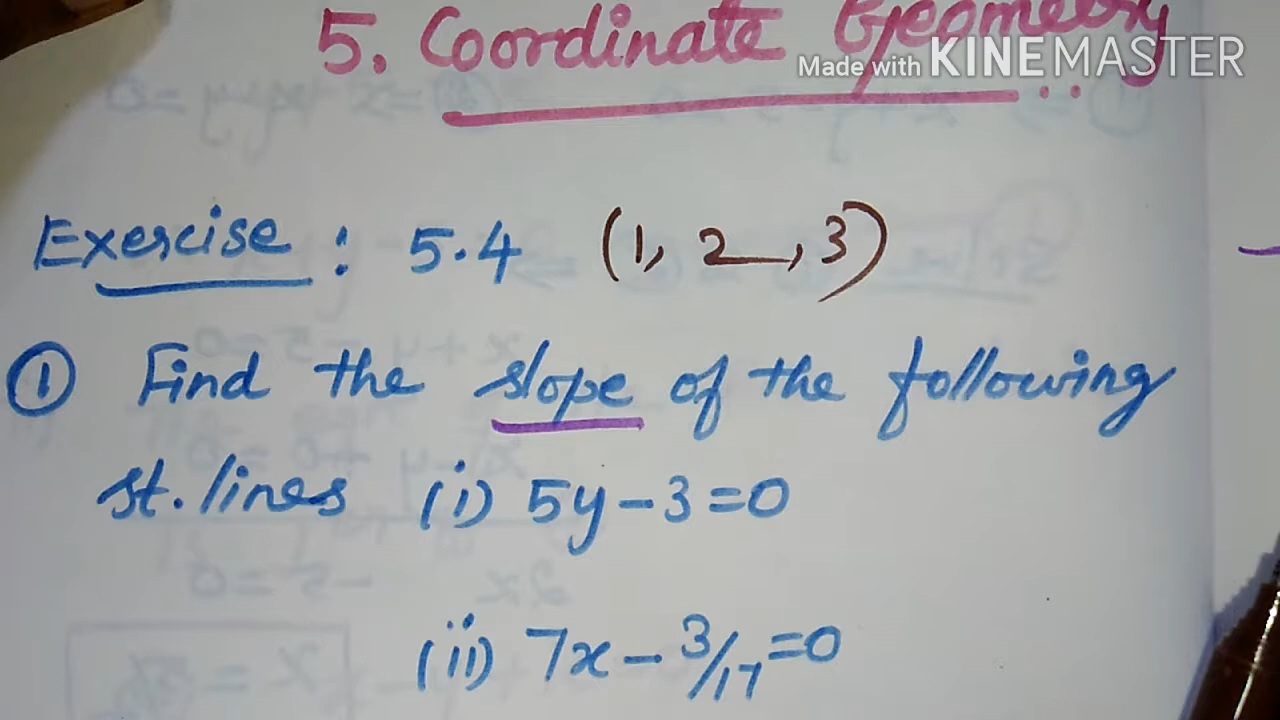 5. Coordinate Geometry
Made with KINEMASTER
Exercise : 5.4 (1, 2, 3)
① Find the slope of the following
st. lines (i) 5y - 3 = 0
(ii) 7x - 3/17 = 0